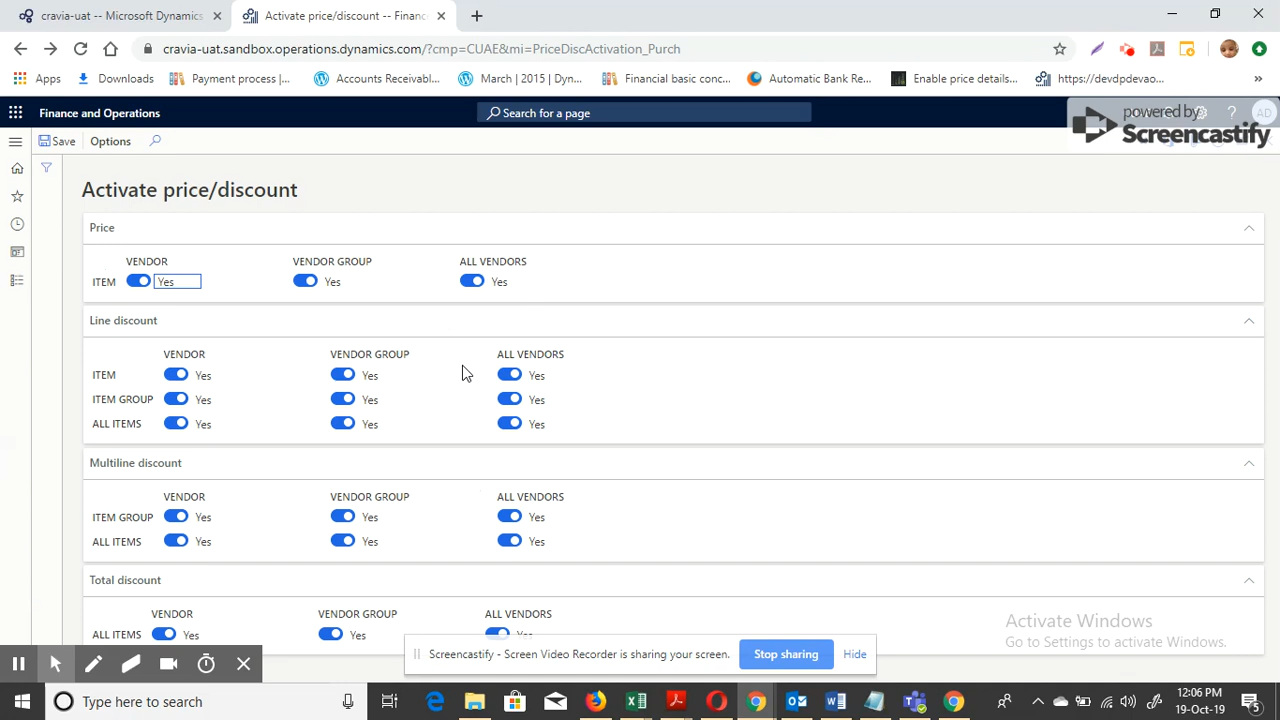 cravia-uat -- Microsoft Dynamics
Activate price/discount -- Financ
cravia-uat.sandbox.operations.dynamics.com/?cmp=CUAE&mi=PriceDiscActivation_Purch
Apps
Downloads
Payment process |...
Accounts Receivabl...
March | 2015 | Dyn...
Financial basic conc...
Automatic Bank Re...
Enable price details...
https://devdpdevao...
»
Finance and Operations
Search for a page
?
AD
powered by
Screencastify
Save
Options
Activate price/discount
Price
VENDOR VENDOR GROUP ALL VENDORS
ITEM Yes Yes Yes
Line discount
VENDOR VENDOR GROUP ALL VENDORS
ITEM Yes Yes Yes
ITEM GROUP Yes Yes Yes
ALL ITEMS Yes Yes Yes
Multiline discount
VENDOR VENDOR GROUP ALL VENDORS
ITEM GROUP Yes Yes Yes
ALL ITEMS Yes Yes Yes
Total discount
VENDOR VENDOR GROUP ALL VENDORS
ALL ITEMS Yes Yes Yes
Activate Windows
Go to Settings to activate Windows.
Screencastify - Screen Video Recorder is sharing your screen.
Stop sharing
Hide
Type here to search
12:06 PM
19-Oct-19
5